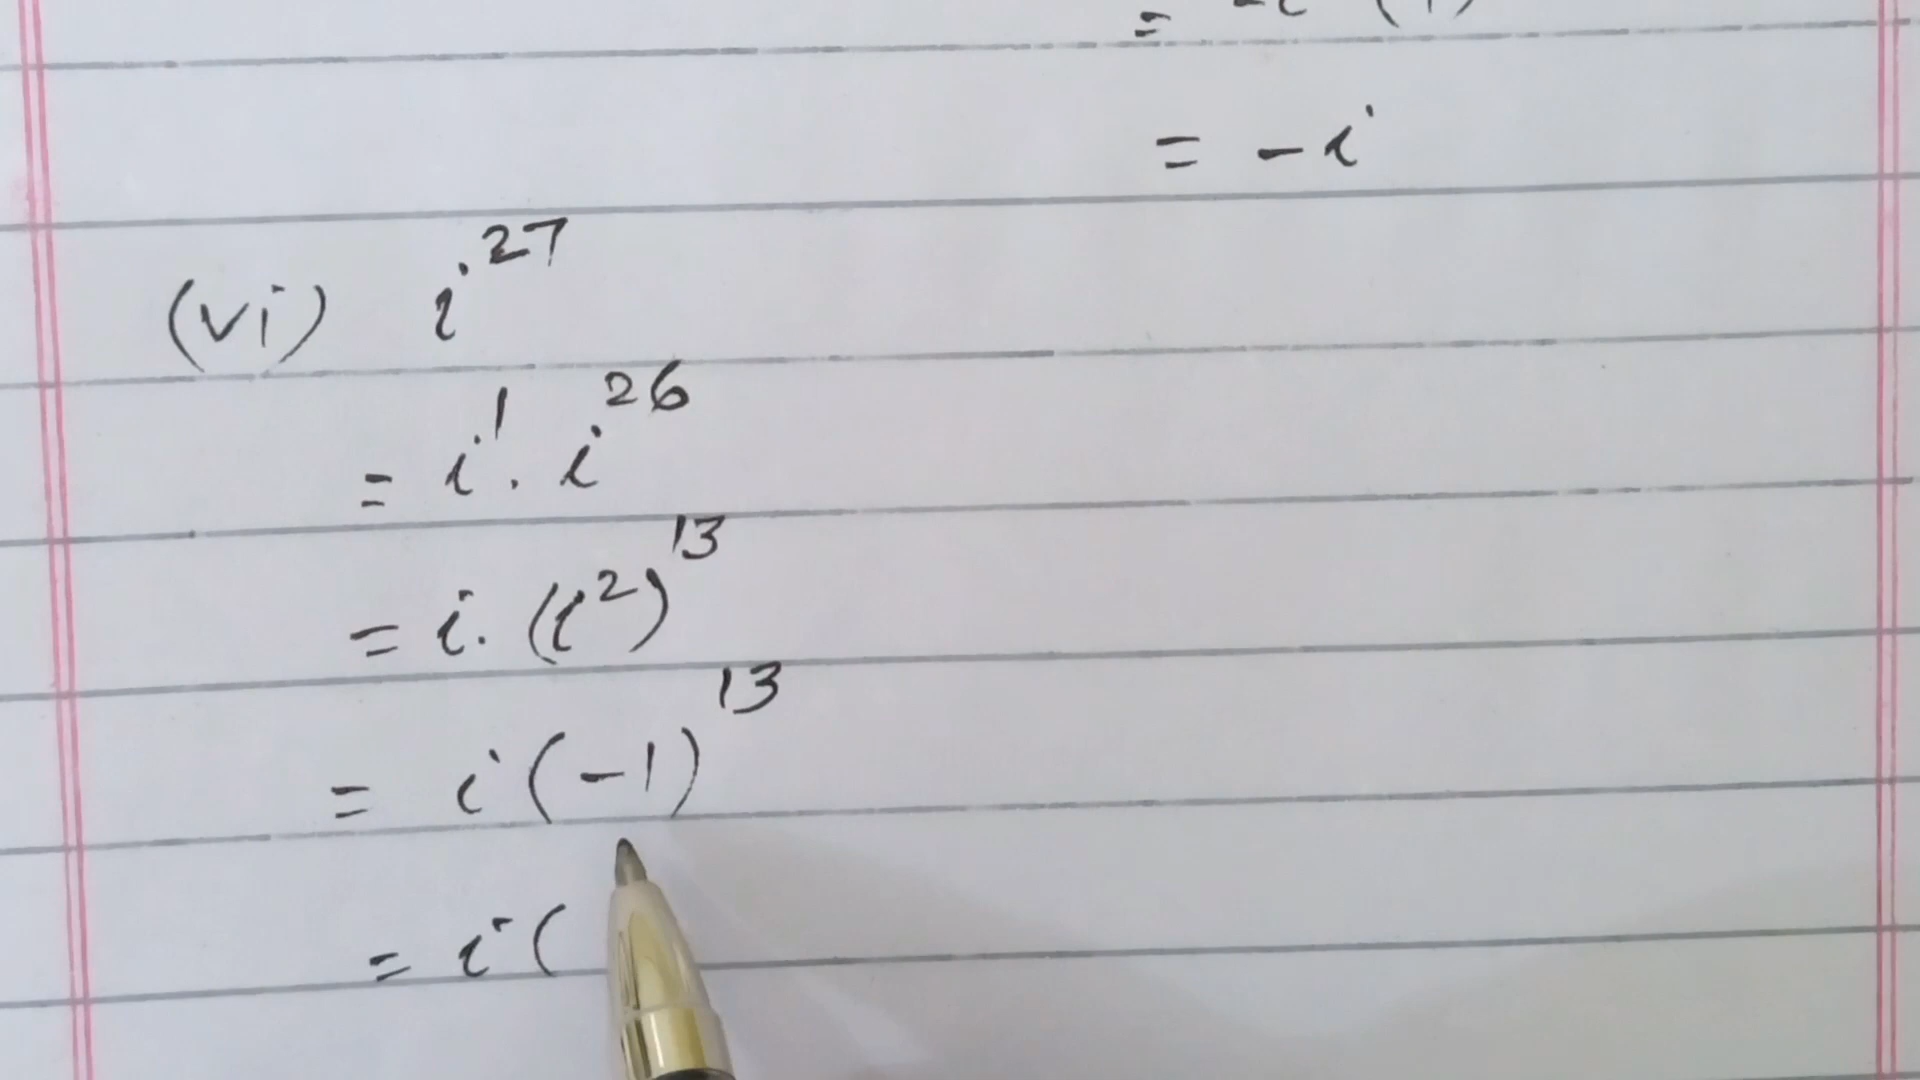 = -i
(vi) i²⁷
= i¹ . i²⁶
= i . (i²)¹³
= i (-1)¹³
= i (